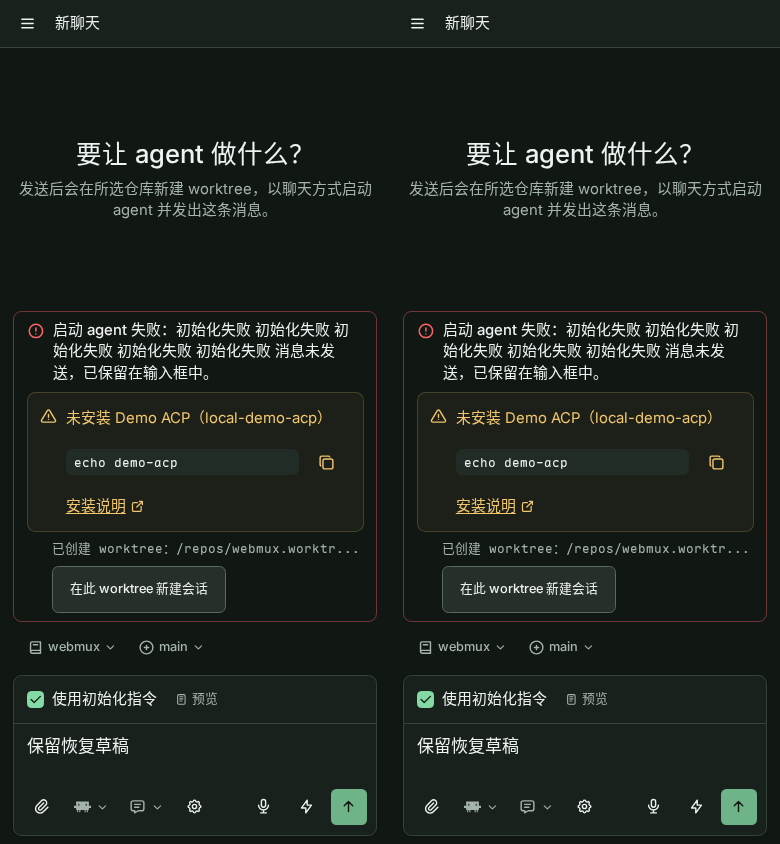 新聊天
要让 agent 做什么？
发送后会在所选仓库新建 worktree，以聊天方式启动
agent 并发出这条消息。
启动 agent 失败：初始化失败 初始化失败 初
始化失败 初始化失败 初始化失败 消息未发
送，已保留在输入框中。
未安装 Demo ACP（local-demo-acp）
echo demo-acp
安装说明
已创建 worktree：/repos/webmux.worktr...
在此 worktree 新建会话
webmux main
使用初始化指令 预览
保留恢复草稿
新聊天
要让 agent 做什么？
发送后会在所选仓库新建 worktree，以聊天方式启动
agent 并发出这条消息。
启动 agent 失败：初始化失败 初始化失败 初
始化失败 初始化失败 初始化失败 消息未发
送，已保留在输入框中。
未安装 Demo ACP（local-demo-acp）
echo demo-acp
安装说明
已创建 worktree：/repos/webmux.worktr...
在此 worktree 新建会话
webmux main
使用初始化指令 预览
保留恢复草稿